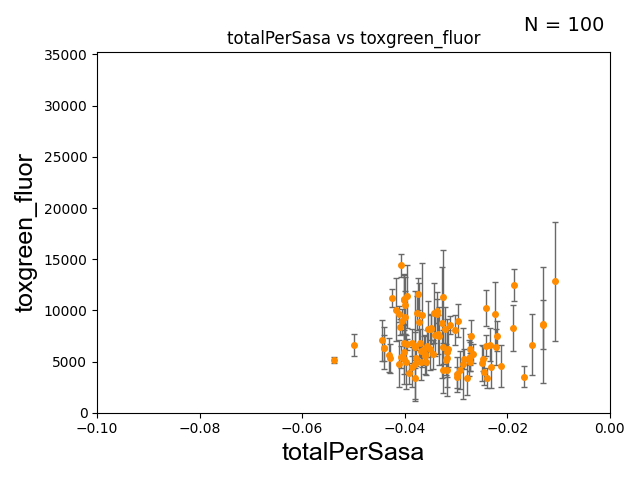 N = 100
totalPerSasa vs toxgreen_fluor
35000
30000
25000
20000
15000
10000
5000
0
toxgreen_fluor
−0.10 −0.08 −0.06 −0.04 −0.02 0.00
totalPerSasa